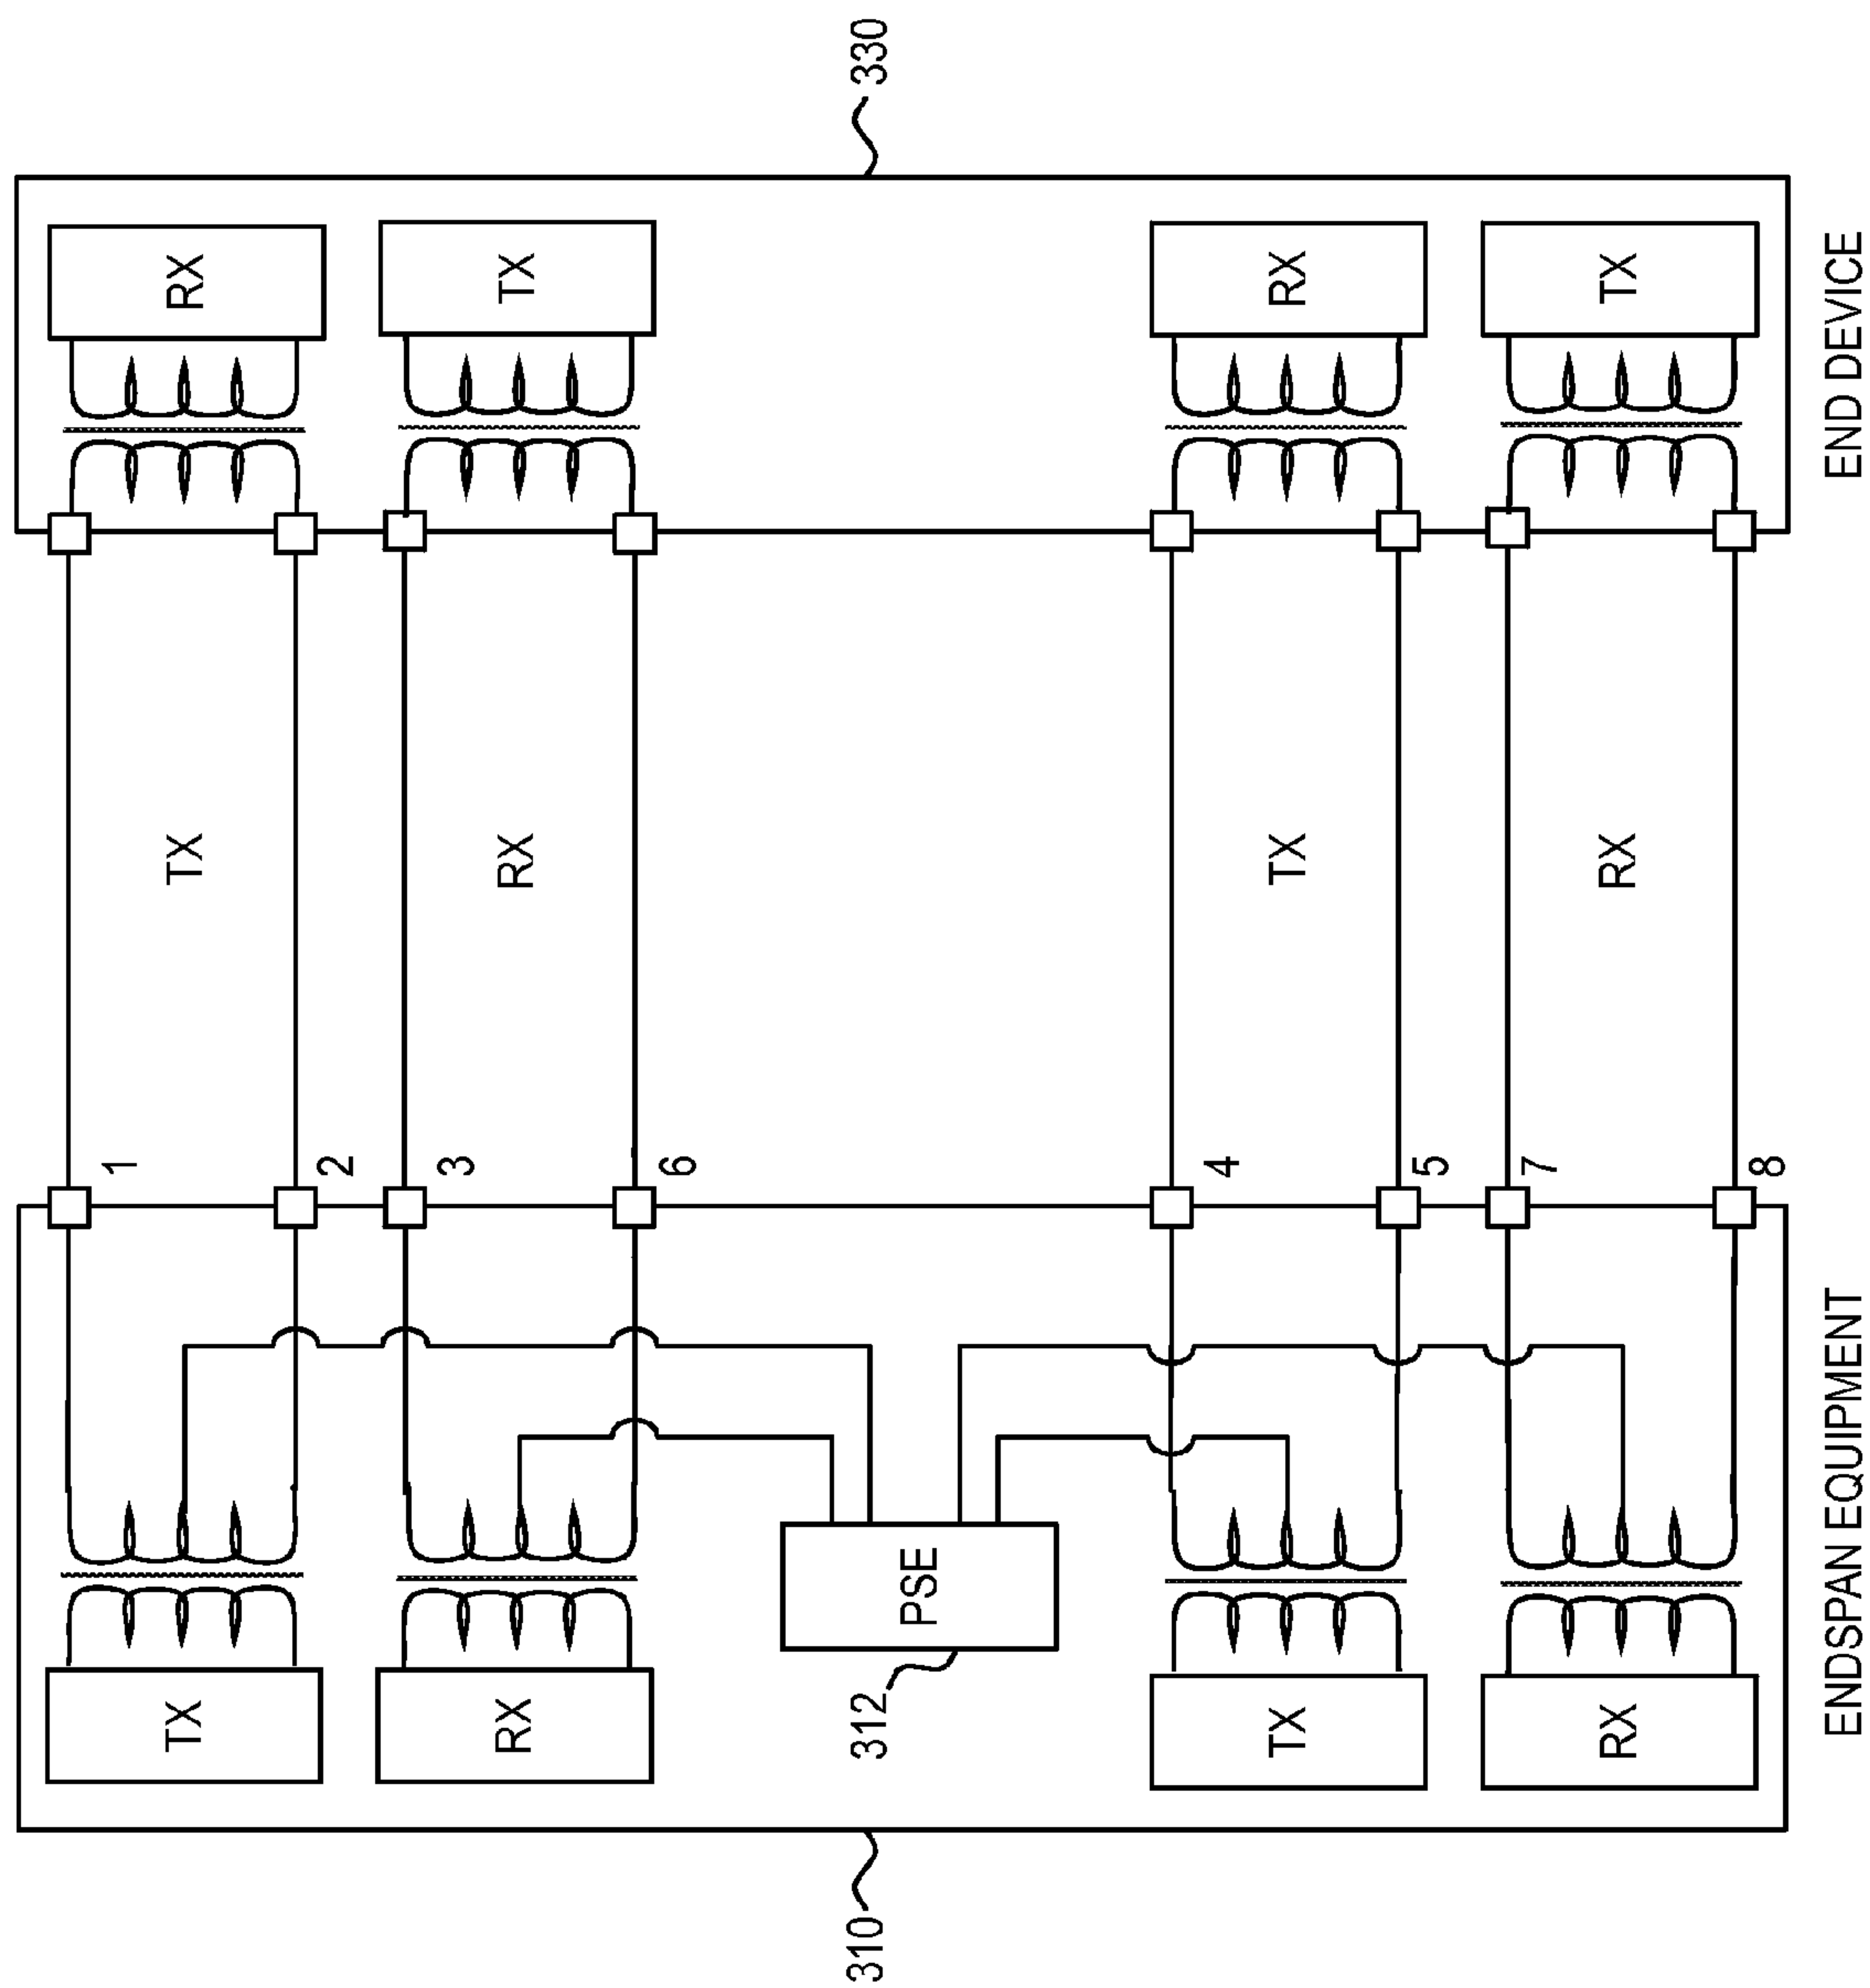 310
330
TX
1
TX
RX
2
RX
3
RX
TX
6
PSE
312
TX
4
TX
RX
5
RX
7
RX
TX
8
ENDSPAN EQUIPMENT
END DEVICE